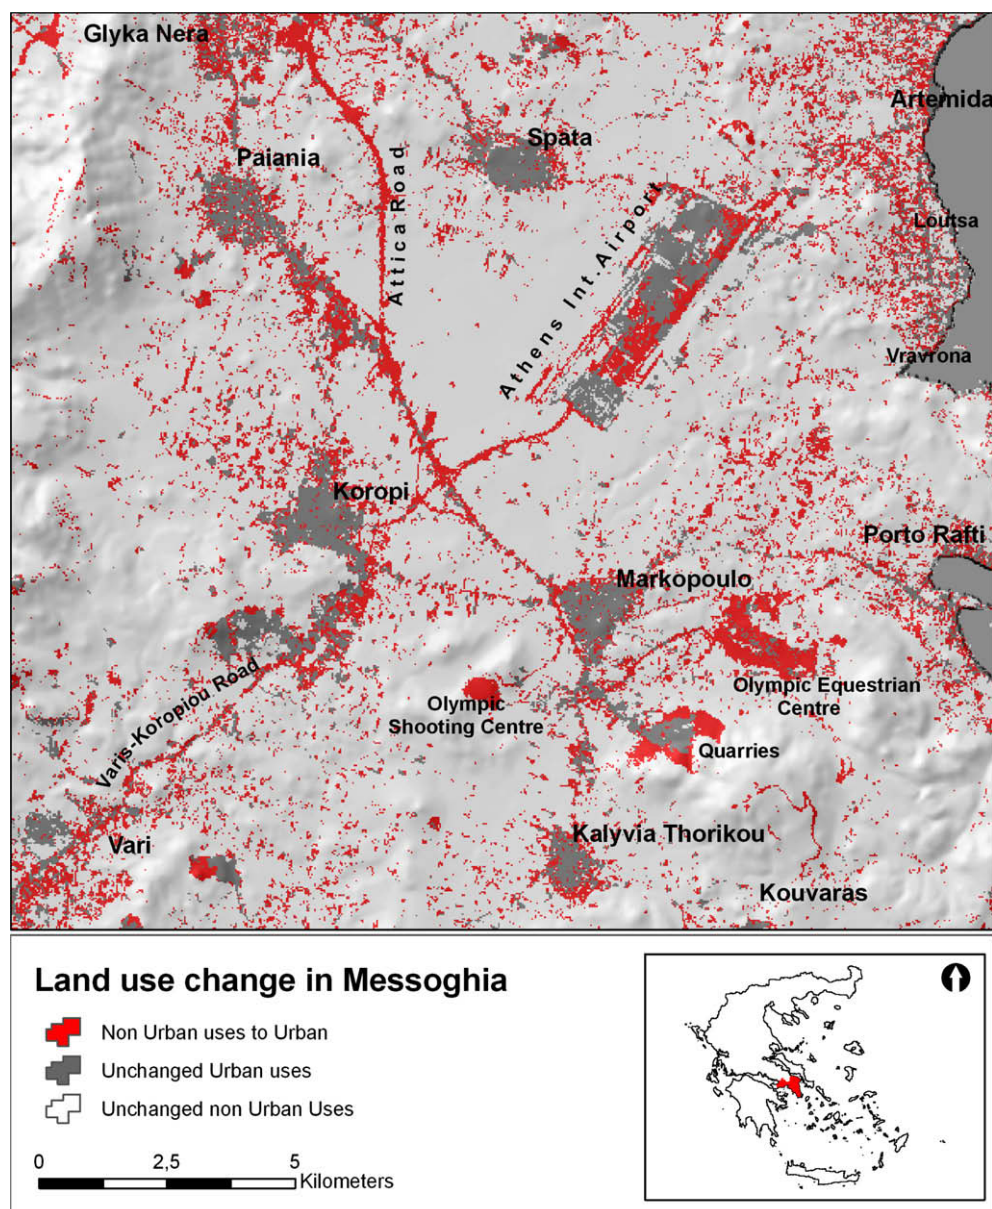 Glyka Nera
Artemida
Spata
Paiania
Attica Road
Athens Int. Airport
Loutsa
Vravrona
Koropi
Porto Rafti
Markopoulo
Olympic Equestrian
Centre
Olympic
Shooting Centre
Varis-Koropiou Road
Quarries
Vari
Kalyvia Thorikou
Kouvaras
Land use change in Messoghia
Non Urban uses to Urban
Unchanged Urban uses
Unchanged non Urban Uses
0 2,5 5
Kilometers